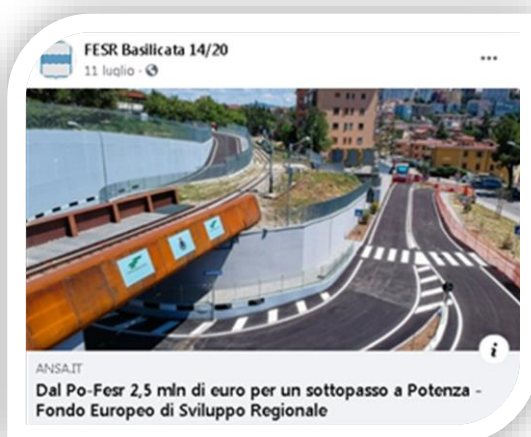 FESR Basilicata 14/20
11 luglio ·
ANSA.IT
Dal Po-Fesr 2,5 mln di euro per un sottopasso a Potenza -
Fondo Europeo di Sviluppo Regionale